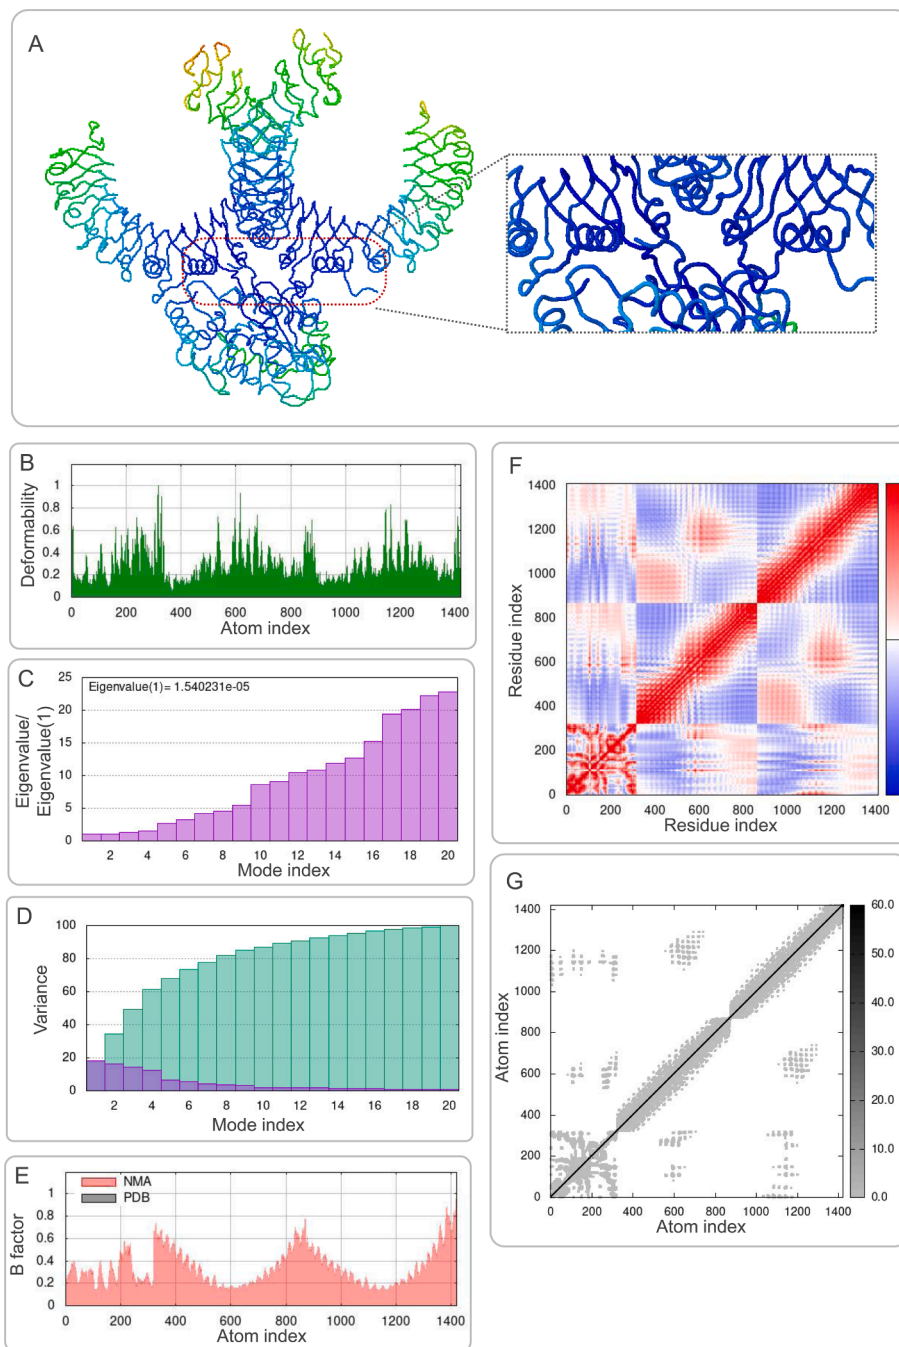 A
B
Deformability
1
0.8
0.6
0.4
0.2
0
0 200 400 600 800 1000 1200 1400
Atom index
C
Eigenvalue(1)= 1.540231e-05
Eigenvalue/
Eigenvalue(1)
25
20
15
10
5
0
2 4 6 8 10 12 14 16 18 20
Mode index
D
Variance
100
80
60
40
20
0
2 4 6 8 10 12 14 16 18 20
Mode index
E
NMA
PDB
B factor
1
0.8
0.6
0.4
0.2
0
0 200 400 600 800 1000 1200 1400
Atom index
F
Residue index
1400
1200
1000
800
600
400
200
0
0 200 400 600 800 1000 1200 1400
Residue index
G
Atom index
1400
1200
1000
800
600
400
200
0
0 200 400 600 800 1000 1200 1400
Atom index
60.0
50.0
40.0
30.0
20.0
10.0
0.0